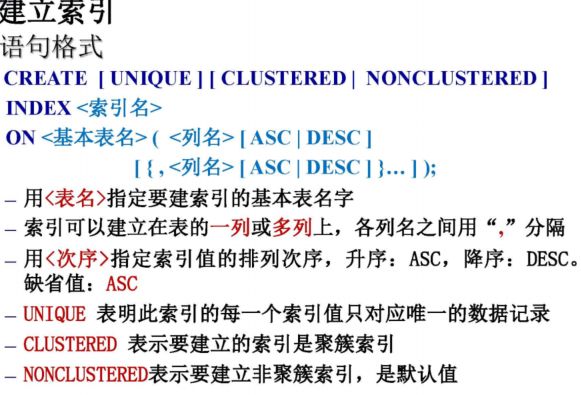 建立索引
语句格式
CREATE [ UNIQUE ] [ CLUSTERED | NONCLUSTERED ]
INDEX <索引名>
ON <基本表名> ( <列名> [ ASC | DESC ]
[ { , <列名> [ ASC | DESC ] }… ] );
– 用<表名>指定要建索引的基本表名字
– 索引可以建立在表的一列或多列上，各列名之间用“,”分隔
– 用<次序>指定索引值的排列次序，升序：ASC，降序：DESC。
缺省值：ASC
– UNIQUE 表明此索引的每一个索引值只对应唯一的数据记录
– CLUSTERED 表示要建立的索引是聚簇索引
– NONCLUSTERED表示要建立非聚簇索引，是默认值